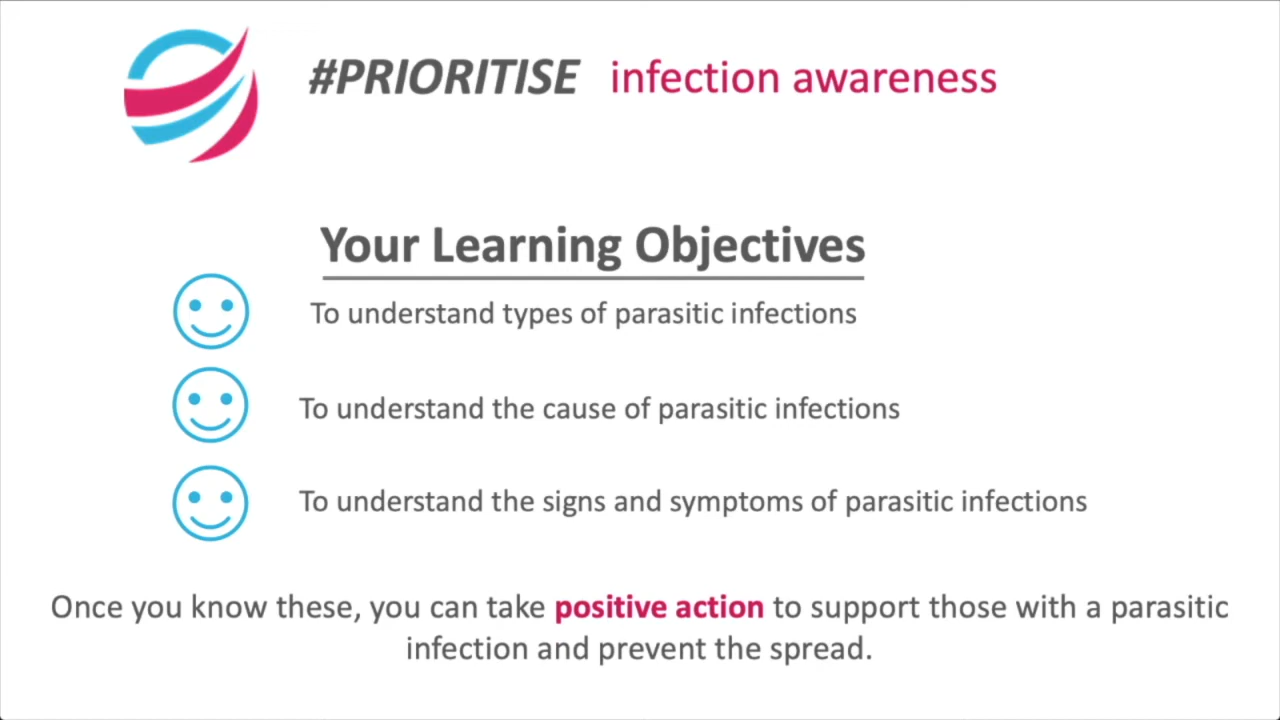 #PRIORITISE infection awareness
Your Learning Objectives
To understand types of parasitic infections
To understand the cause of parasitic infections
To understand the signs and symptoms of parasitic infections
Once you know these, you can take positive action to support those with a parasitic
infection and prevent the spread.